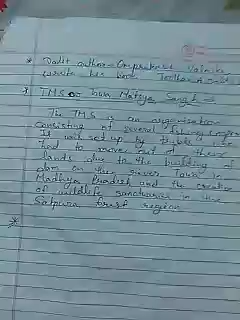 * Dalit author - Omprakash Valmiki
wrote his book
* TMS or Tawa Matsya Sangh -
The TMS is an organisation
consisting of several fishing
It was set up by tribals who
had to move out of their
lands due to the building of
dam on the river Tawa in
Madhya Pradesh and the creation
of wildlife sanctuaries in the
Satpura forest region.
*